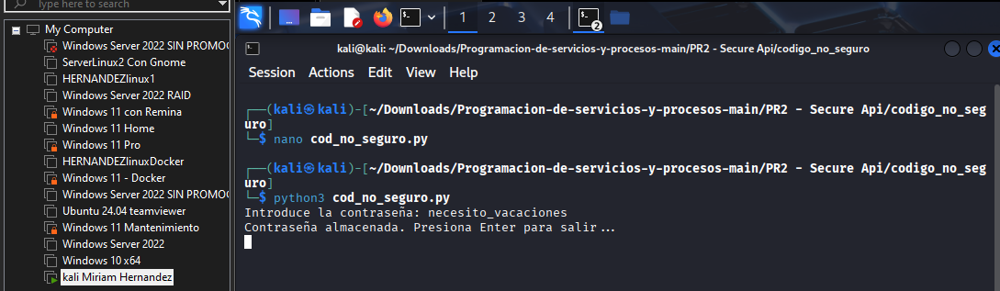 Type here to search
My Computer
Windows Server 2022 SIN PROMOC
ServerLinux2 Con Gnome
HERNANDEZlinux1
Windows Server 2022 RAID
Windows 11 con Remina
Windows 11 Home
Windows 11 Pro
HERNANDEZlinuxDocker
Windows 11 - Docker
Windows Server 2022 SIN PROMOC
Ubuntu 24.04 teamviewer
Windows 11 Mantenimiento
Windows Server 2022
Windows 10 x64
kali Miriam Hernandez
1 2 3 4 2
kali@kali: ~/Downloads/Programacion-de-servicios-y-procesos-main/PR2 - Secure Api/codigo_no_seguro
Session Actions Edit View Help
┌──(kali㉿kali)-[~/Downloads/Programacion-de-servicios-y-procesos-main/PR2 - Secure Api/codigo_no_seg
uro]
└─$ nano cod_no_seguro.py
┌──(kali㉿kali)-[~/Downloads/Programacion-de-servicios-y-procesos-main/PR2 - Secure Api/codigo_no_seg
uro]
└─$ python3 cod_no_seguro.py
Introduce la contraseña: necesito_vacaciones
Contraseña almacenada. Presiona Enter para salir...